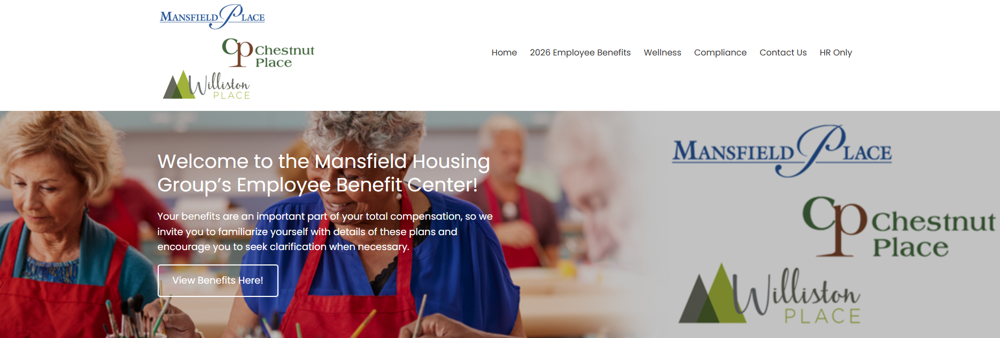 MANSFIELD PLACE
CP Chestnut
Place
Williston
PLACE
Home 2026 Employee Benefits Wellness Compliance Contact Us HR Only
Welcome to the Mansfield Housing
Group’s Employee Benefit Center!
Your benefits are an important part of your total compensation, so we
invite you to familiarize yourself with details of these plans and
encourage you to seek clarification when necessary.
View Benefits Here!
MANSFIELD PLACE
CP Chestnut
Place
Williston
PLACE